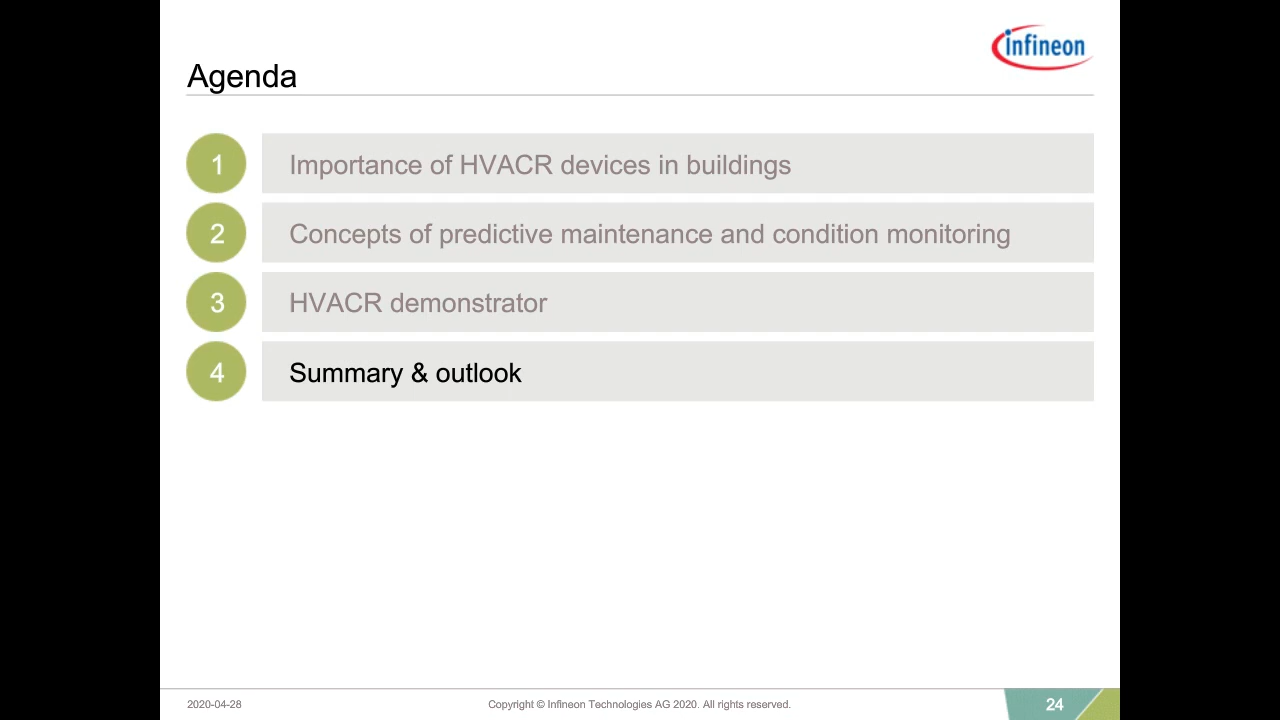 infineon
Agenda
1 Importance of HVACR devices in buildings
2 Concepts of predictive maintenance and condition monitoring
3 HVACR demonstrator
4 Summary & outlook
2020-04-28 Copyright © Infineon Technologies AG 2020. All rights reserved. 24